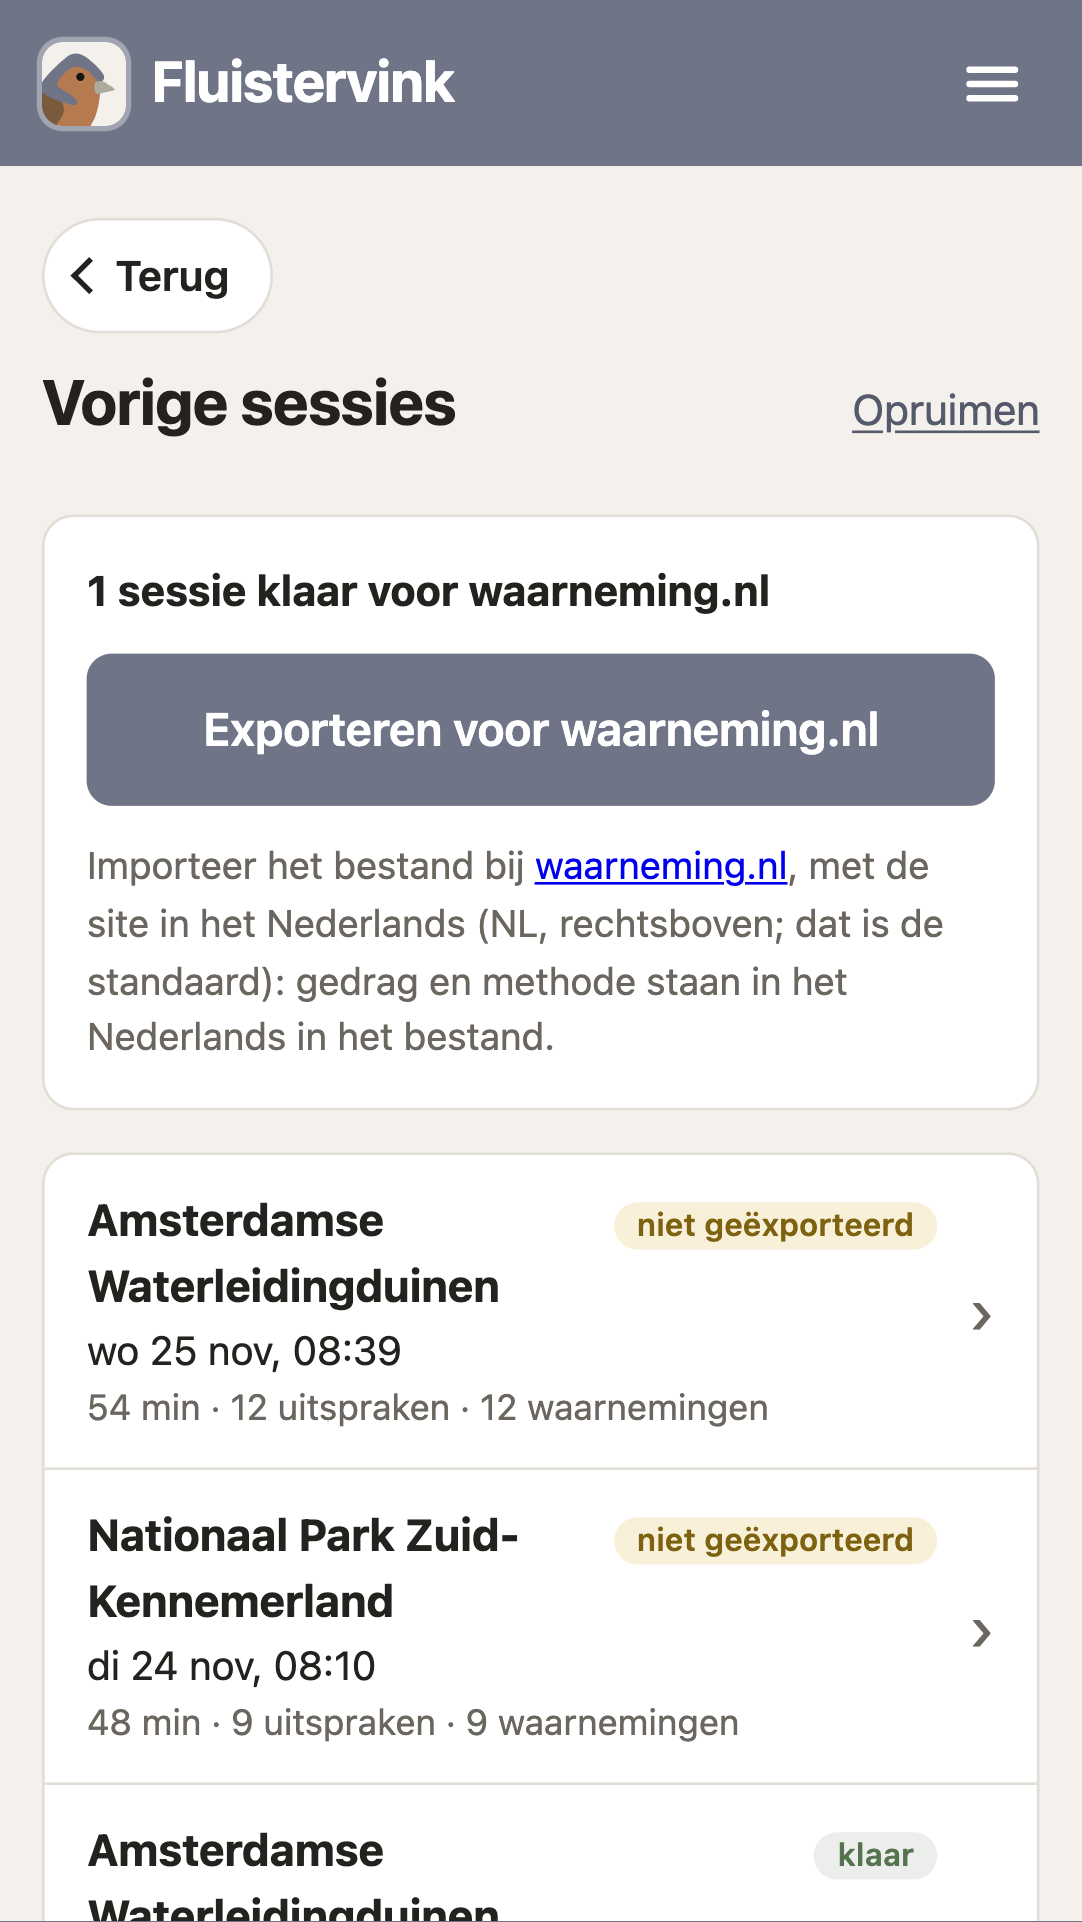 Fluistervink
Terug
Vorige sessies
Opruimen
1 sessie klaar voor waarneming.nl
Exporteren voor waarneming.nl
Importeer het bestand bij waarneming.nl, met de
site in het Nederlands (NL, rechtsboven; dat is de
standaard): gedrag en methode staan in het
Nederlands in het bestand.
Amsterdamse
Waterleidingduinen
niet geëxporteerd
wo 25 nov, 08:39
54 min · 12 uitspraken · 12 waarnemingen
Nationaal Park Zuid-
Kennemerland
niet geëxporteerd
di 24 nov, 08:10
48 min · 9 uitspraken · 9 waarnemingen
Amsterdamse
Waterleidingduinen
klaar